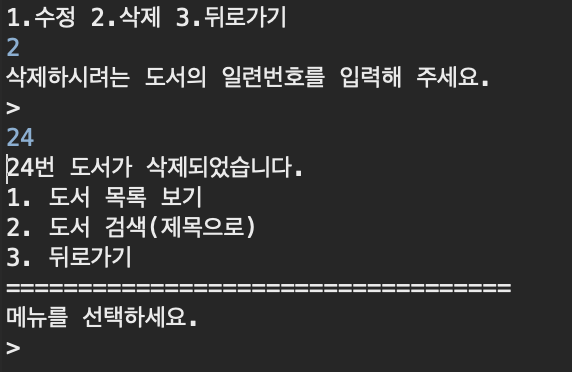 1.수정 2.삭제 3.뒤로가기
2
삭제하시려는 도서의 일련번호를 입력해 주세요.
>
24
24번 도서가 삭제되었습니다.
1. 도서 목록 보기
2. 도서 검색(제목으로)
3. 뒤로가기
===================================
메뉴를 선택하세요.
>